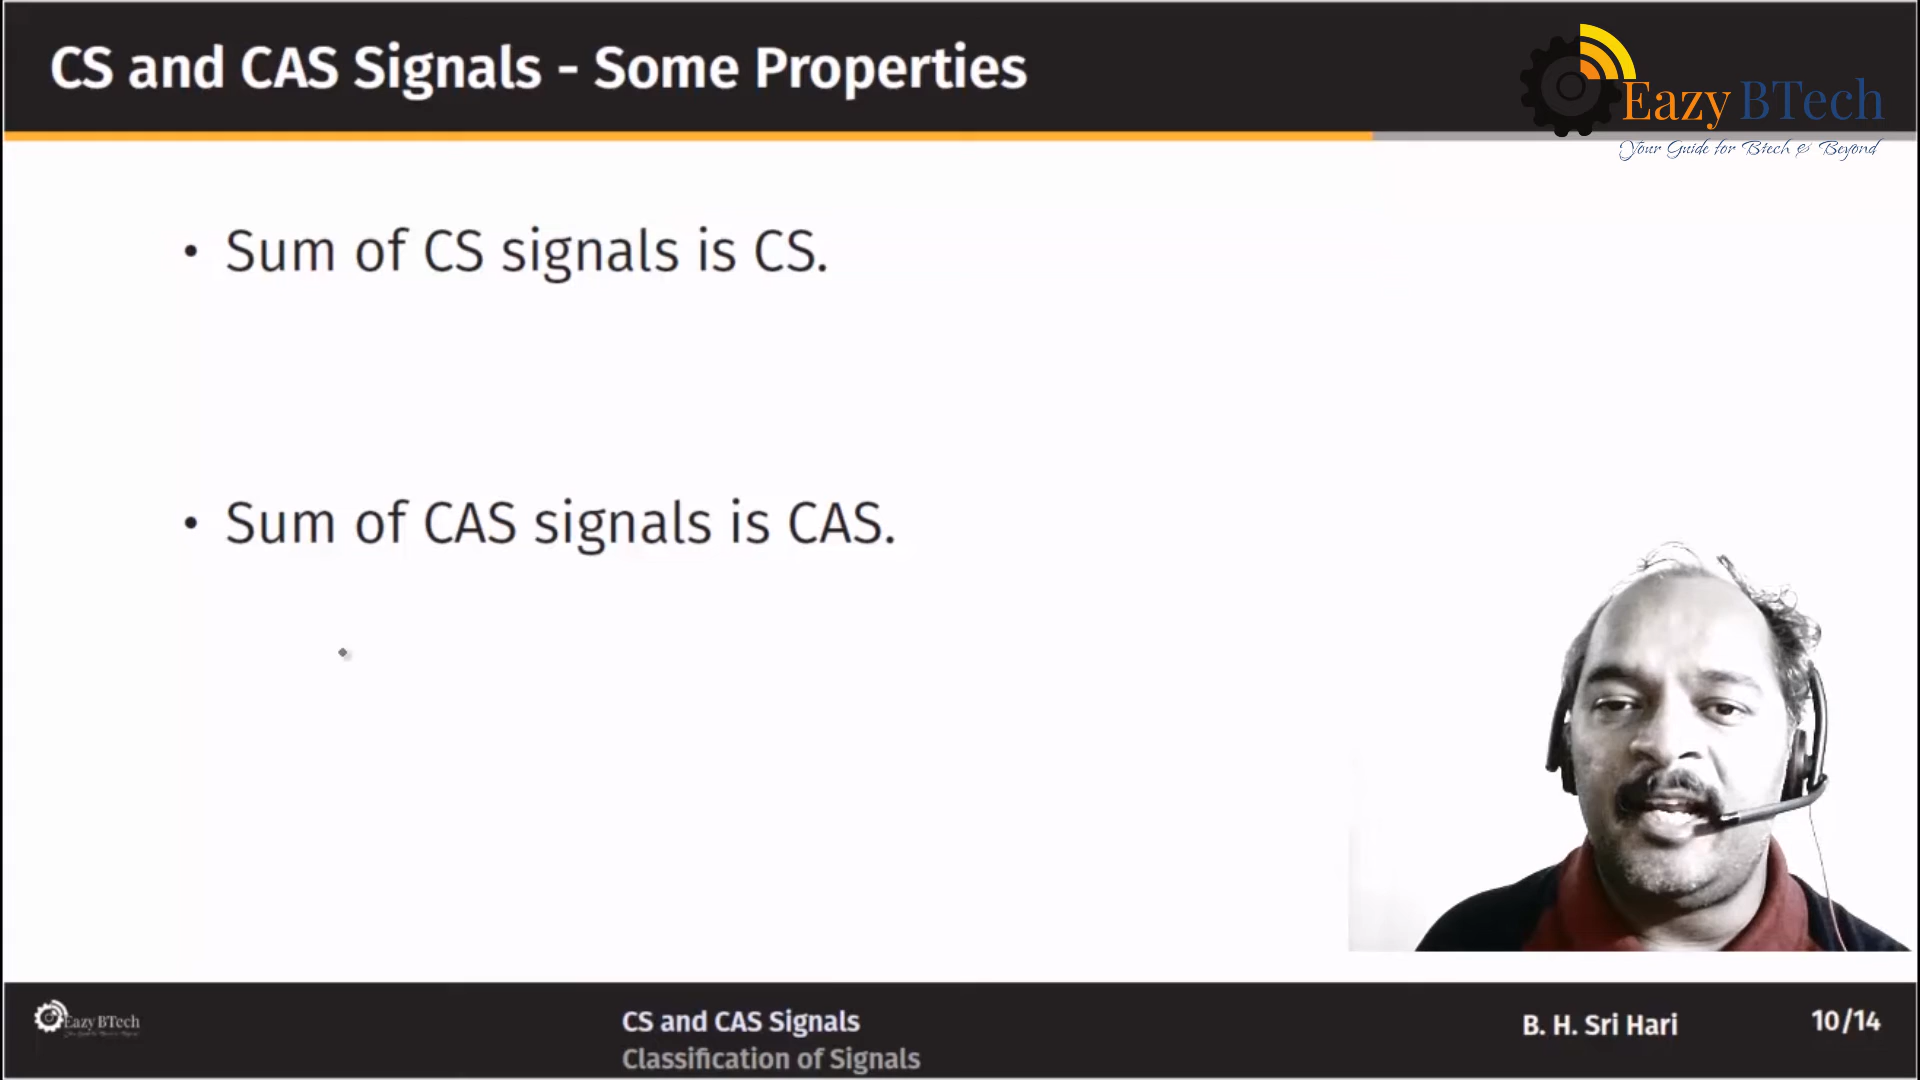 CS and CAS Signals - Some Properties
Eazy BTech
Your Guide for Btech & Beyond
• Sum of CS signals is CS.
• Sum of CAS signals is CAS.
Eazy BTech
CS and CAS Signals
Classification of Signals
B. H. Sri Hari
10/14